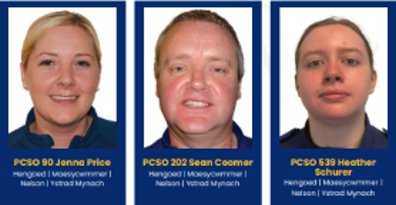 PCSO 90 Jenna Price
Hengoed | Maesycwmmer |
Nelson | Ystrad Mynach
PCSO 202 Sean Coomer
Hengoed | Maesycwmmer |
Nelson | Ystrad Mynach
PCSO 539 Heather
Schurer
Hengoed | Maesycwmmer |
Nelson | Ystrad Mynach